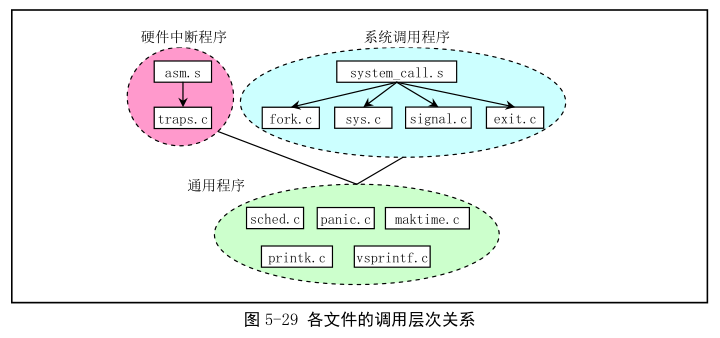 硬件中断程序
系统调用程序
asm.s
system_call.s
traps.c
fork.c
sys.c
signal.c
exit.c
通用程序
sched.c
panic.c
maktime.c
printk.c
vsprintf.c
图 5-29 各文件的调用层次关系